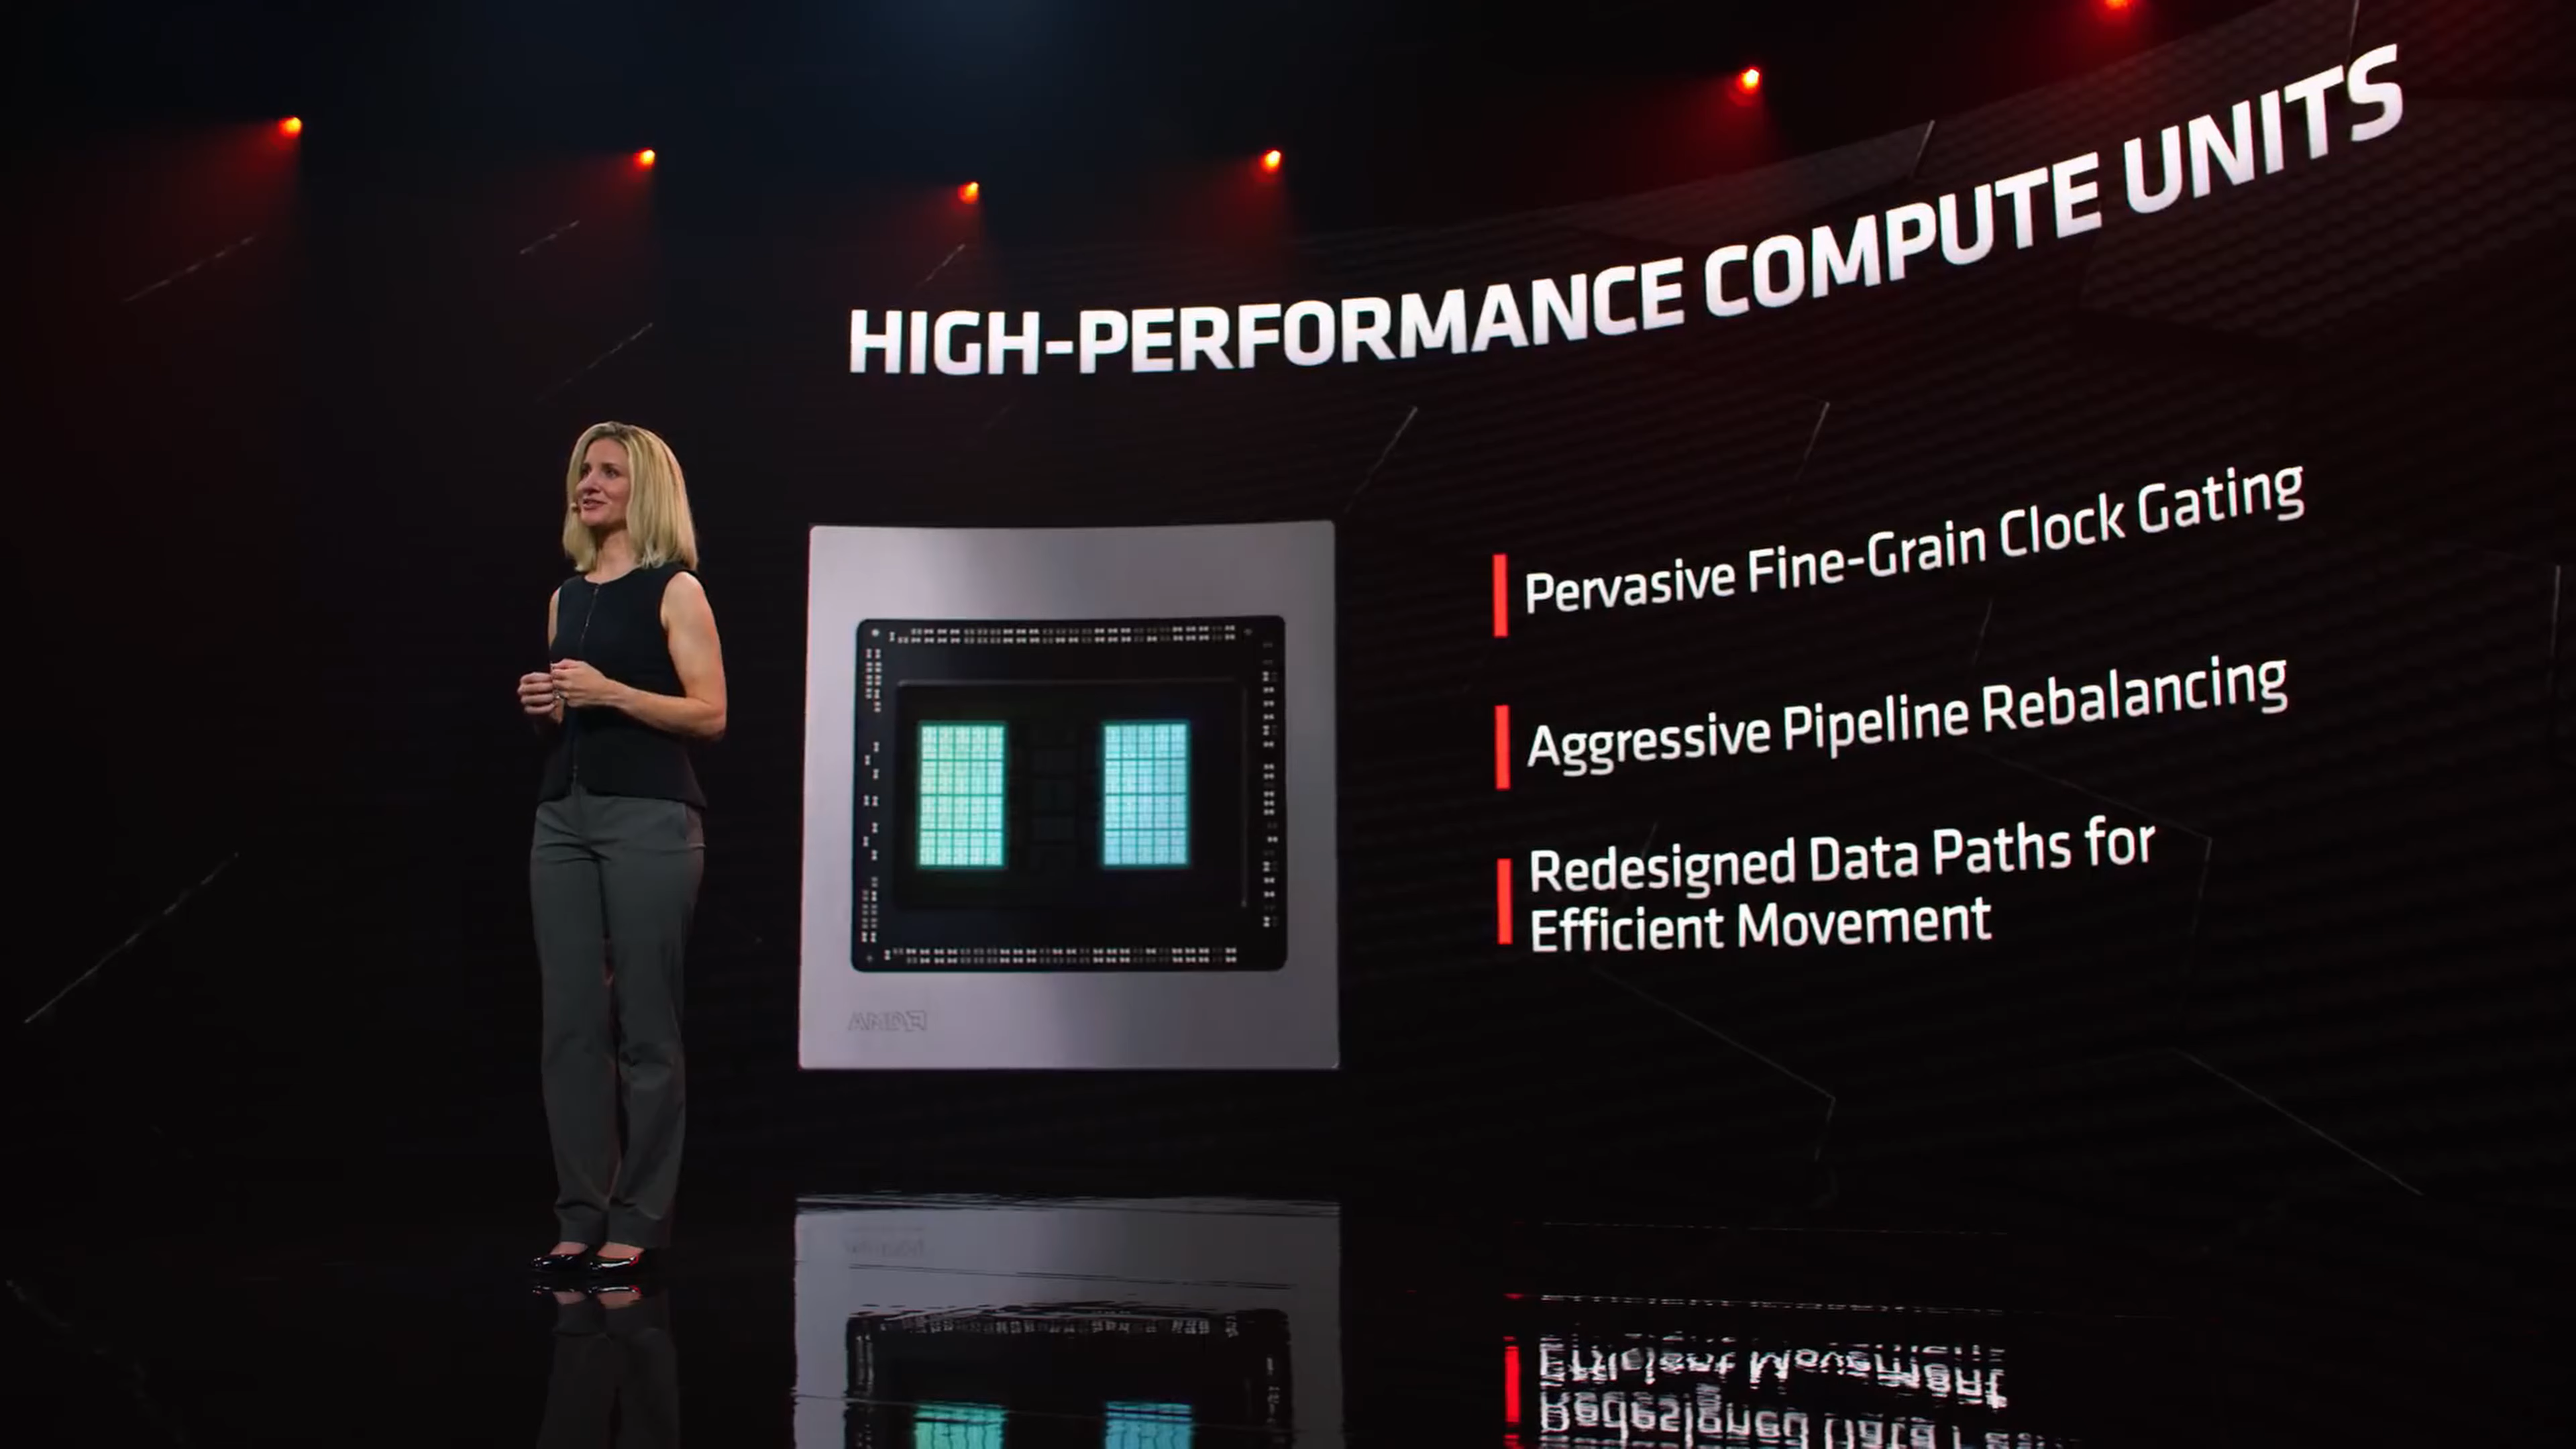 HIGH-PERFORMANCE COMPUTE UNITS
Pervasive Fine-Grain Clock Gating
Aggressive Pipeline Rebalancing
Redesigned Data Paths for
Efficient Movement
AMD